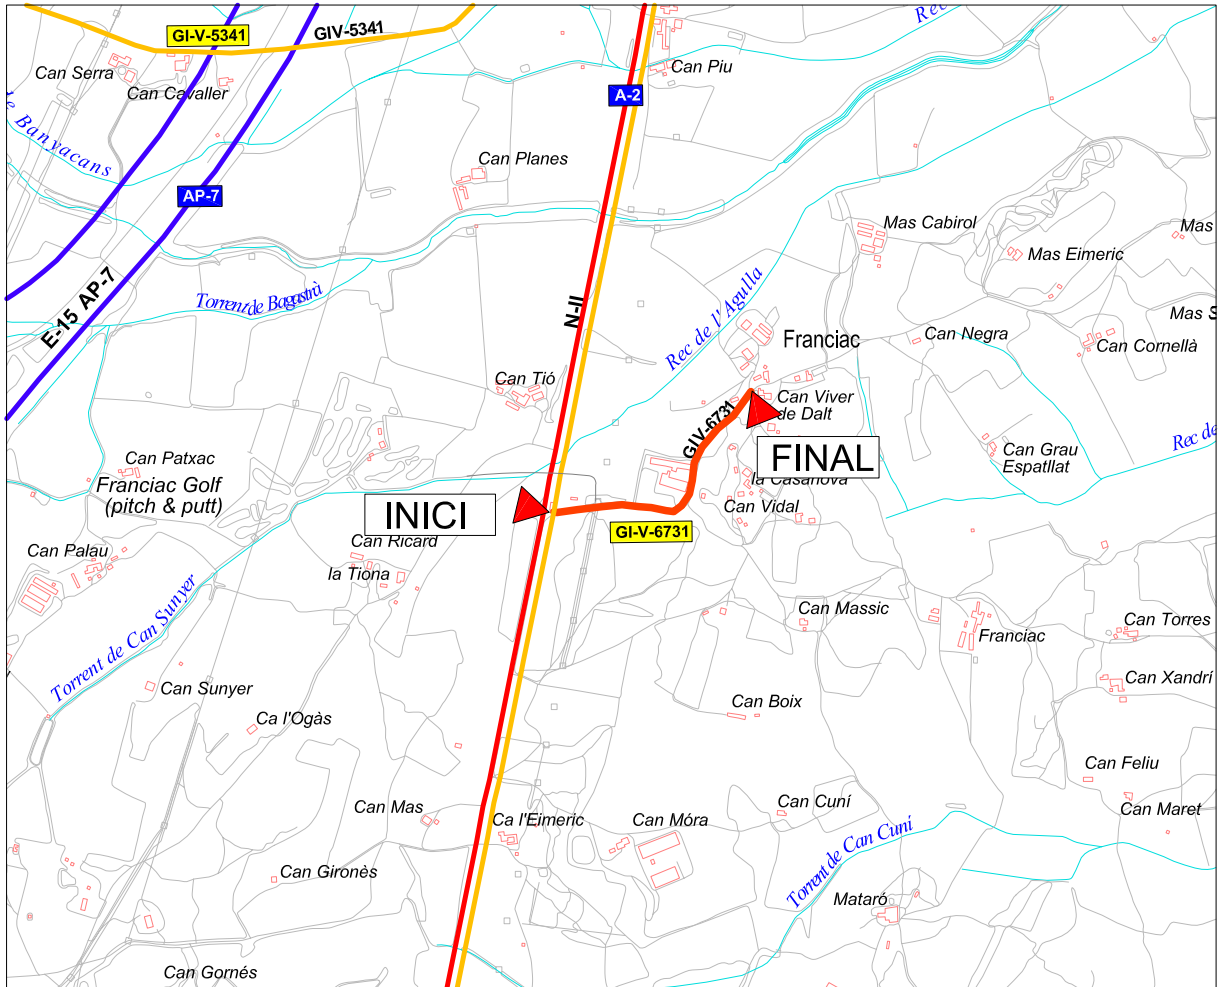 GI-V-5341
GIV-5341
Can Serra
Can Cavaller
Can Piu
A-2
Banyacans
Can Planes
AP-7
Mas Cabirol
Mas Eimeric
Mas
E-15 AP-7
Torrent de Bagastrà
N-II
Rec de l'Agulla
Franciac
Can Negra
Mas S
Can Cornellà
Can Tió
Can Viver
de Dalt
GIV-6731
FINAL
Can Grau
Espatllat
Rec de
Can Patxac
Franciac Golf
(pitch & putt)
la Casanova
Can Vidal
INICI
GI-V-6731
Can Ricard
la Tiona
Can Palau
Torrent de Can Sunyer
Can Massic
Franciac
Can Torres
Can Xandrí
Can Sunyer
Ca l'Ogàs
Can Boix
Can Feliu
Can Maret
Can Mas
Ca l'Eimeric
Can Móra
Can Cuní
Torrent de Can Cuní
Can Gironès
Mataró
Can Gornés